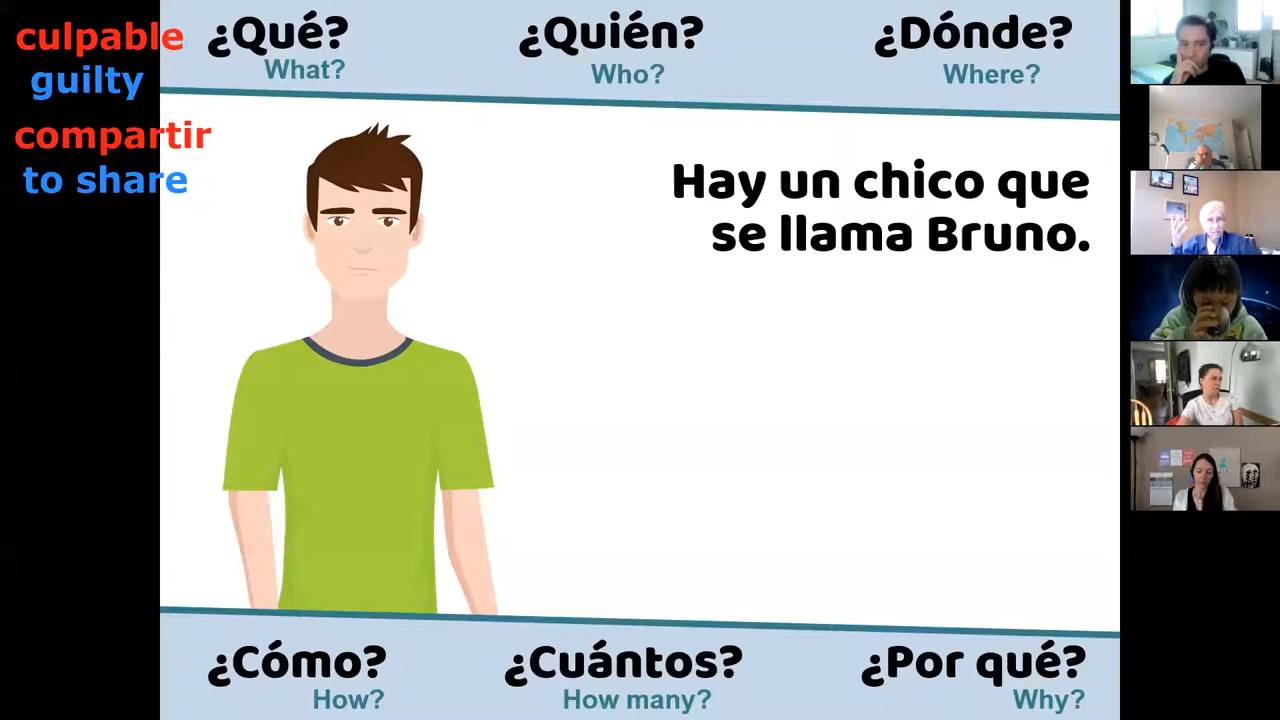 culpable
guilty
compartir
to share
¿Qué?
What?
¿Quién?
Who?
¿Dónde?
Where?
Hay un chico que
se llama Bruno.
¿Cómo?
How?
¿Cuántos?
How many?
¿Por qué?
Why?